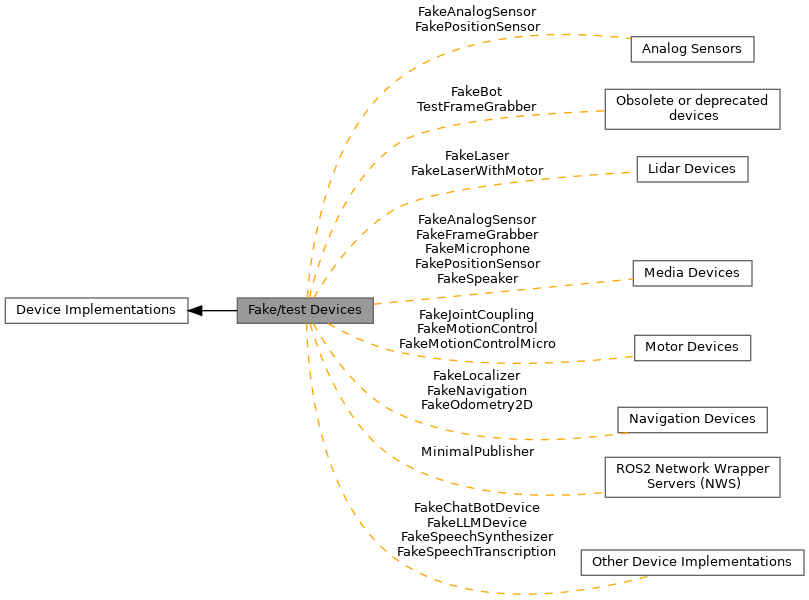 FakeAnalogSensor
FakePositionSensor
Analog Sensors
FakeBot
TestFrameGrabber
Obsolete or deprecated
devices
FakeLaser
FakeLaserWithMotor
Lidar Devices
FakeAnalogSensor
FakeFrameGrabber
FakeMicrophone
FakePositionSensor
FakeSpeaker
Media Devices
Device Implementations
Fake/test Devices
FakeJointCoupling
FakeMotionControl
FakeMotionControlMicro
Motor Devices
FakeLocalizer
FakeNavigation
FakeOdometry2D
Navigation Devices
MinimalPublisher
ROS2 Network Wrapper
Servers (NWS)
FakeChatBotDevice
FakeLLMDevice
FakeSpeechSynthesizer
FakeSpeechTranscription
Other Device Implementations